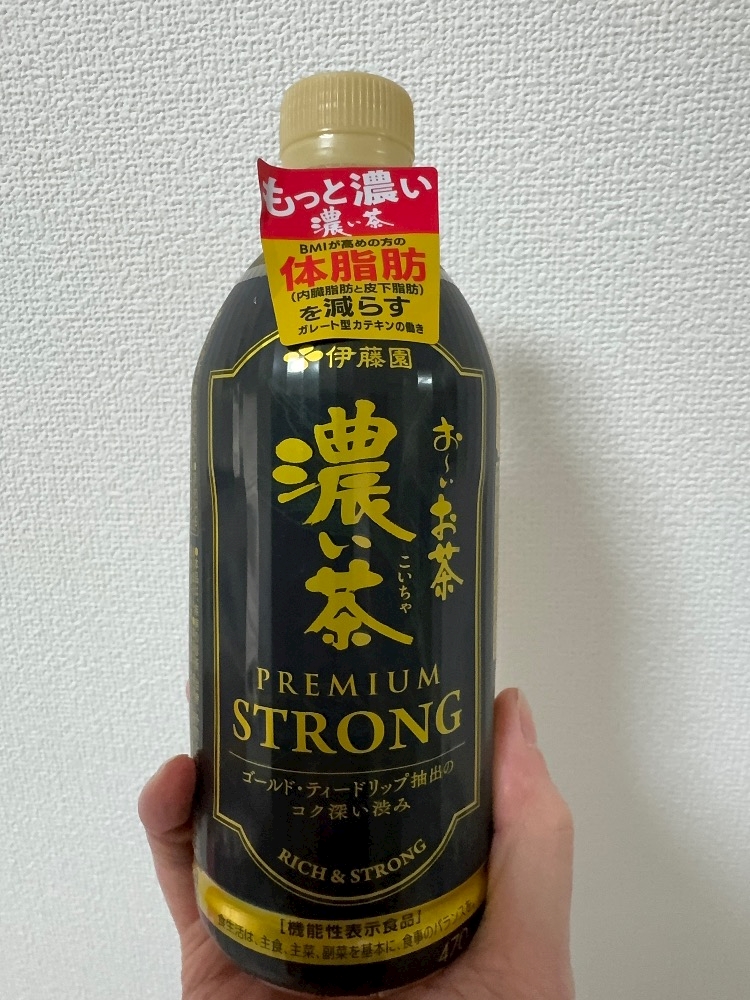 もっと濃い
濃い茶
BMIが高めの方の
体脂肪
(内臓脂肪と皮下脂肪)
を減らす
ガレート型カテキンの働き
伊藤園
お～いお茶
濃い茶
こいちゃ
PREMIUM
STRONG
ゴールド・ティードリップ抽出の
コク深い渋み
RICH & STRONG
[機能性表示食品]
食生活は、主食、主菜、副菜を基本に、食事のバランスを。
470